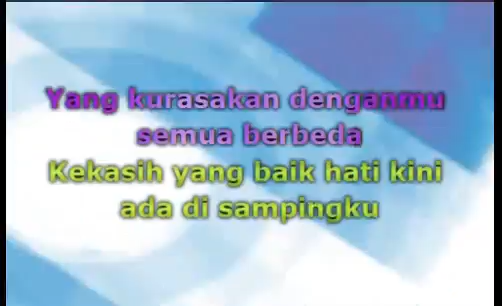 Yang kurasakan denganmu
semua berbeda
Kekasih yang baik hati kini
ada di sampingku